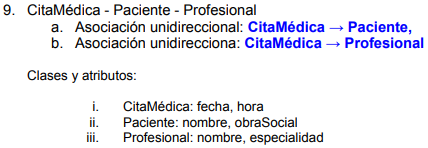 9. CitaMédica - Paciente - Profesional
a. Asociación unidireccional: CitaMédica → Paciente,
b. Asociación unidirecciona: CitaMédica → Profesional
Clases y atributos:
i. CitaMédica: fecha, hora
ii. Paciente: nombre, obraSocial
iii. Profesional: nombre, especialidad